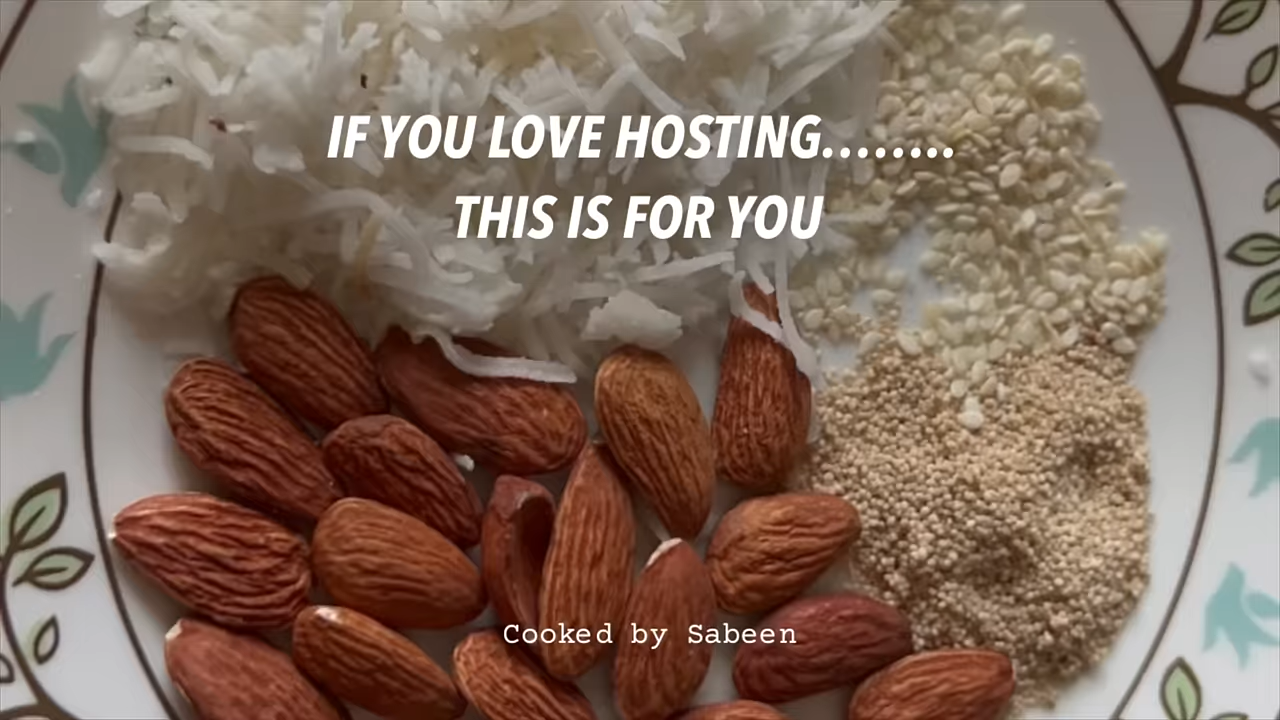 IF YOU LOVE HOSTING........
THIS IS FOR YOU
Cooked by Sabeen